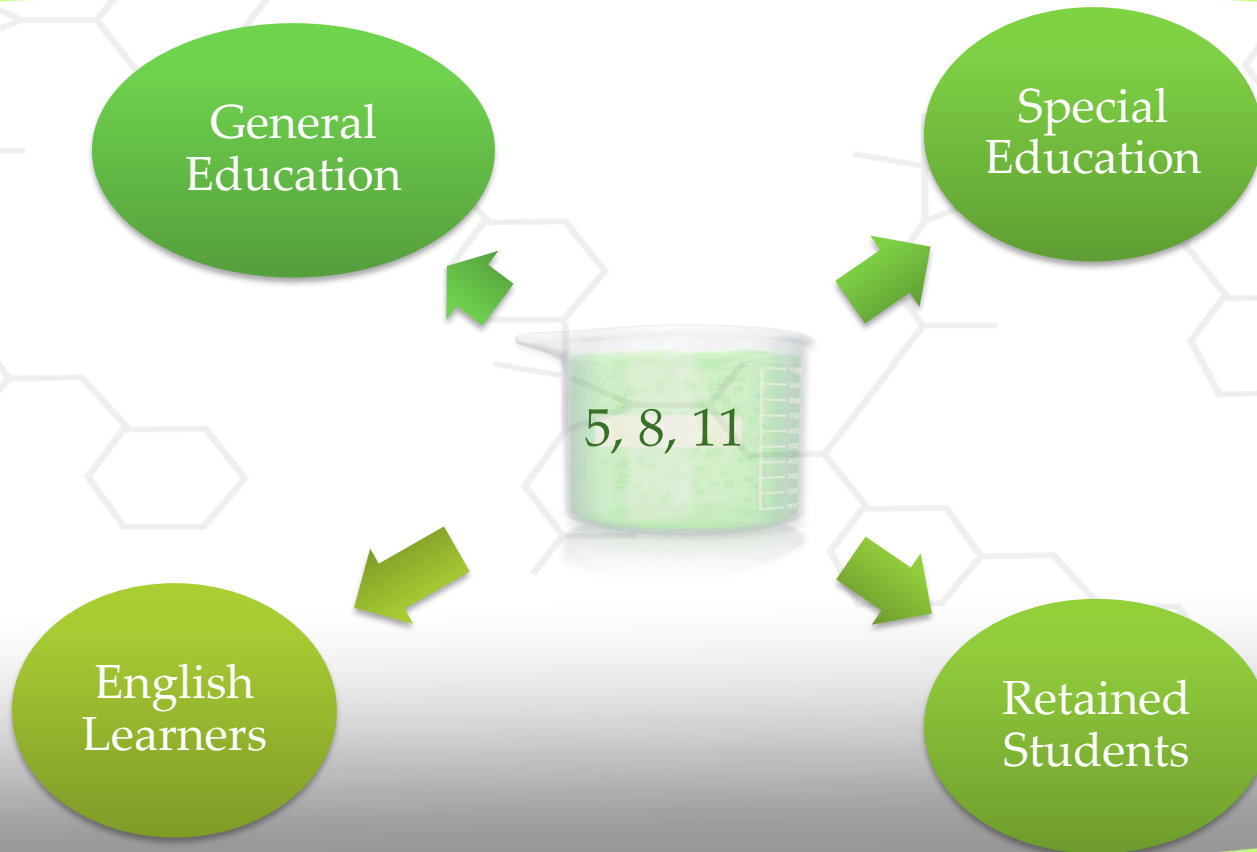 General
Education
Special
Education
5, 8, 11
English
Learners
Retained
Students